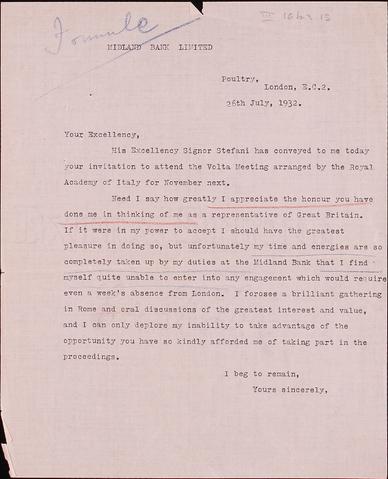 Formule
MIDLAND BANK LIMITED
Poultry,
London, E.C.2.
26th July, 1932.
Your Excellency,
His Excellency Signor Stefani has conveyed to me today
your invitation to attend the Volta Meeting arranged by the Royal
Academy of Italy for November next.
Need I say how greatly I appreciate the honour you have
done me in thinking of me as a representative of Great Britain.
If it were in my power to accept I should have the greatest
pleasure in doing so, but unfortunately my time and energies are so
completely taken up by my duties at the Midland Bank that I find
myself quite unable to enter into any engagement which would require
even a week's absence from London. I foresee a brilliant gathering
in Rome and oral discussions of the greatest interest and value,
and I can only deplore my inability to take advantage of the
opportunity you have so kindly afforded me of taking part in the
proceedings.
I beg to remain,
Yours sincerely,